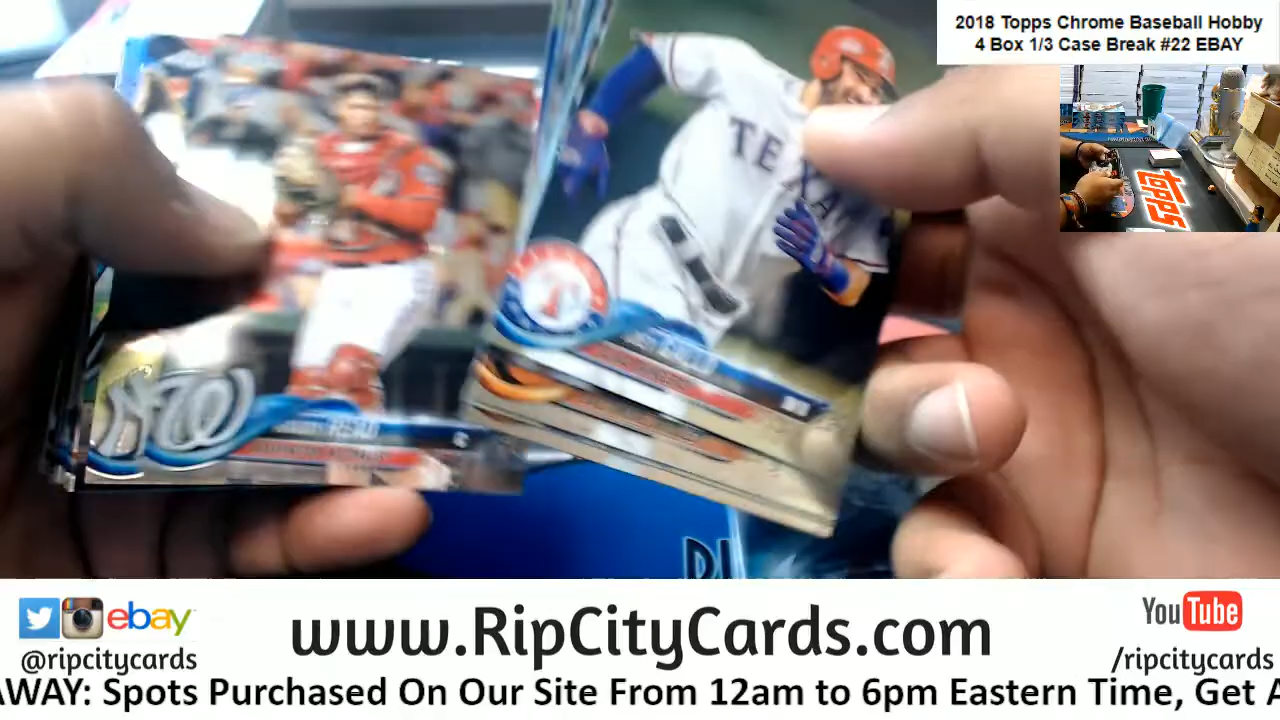 2018 Topps Chrome Baseball Hobby
4 Box 1/3 Case Break #22 EBAY
topps
TEXA
ebay
@ripcitycards
www.RipCityCards.com
YouTube
/ripcitycards
AWAY: Spots Purchased On Our Site From 12am to 6pm Eastern Time, Get A